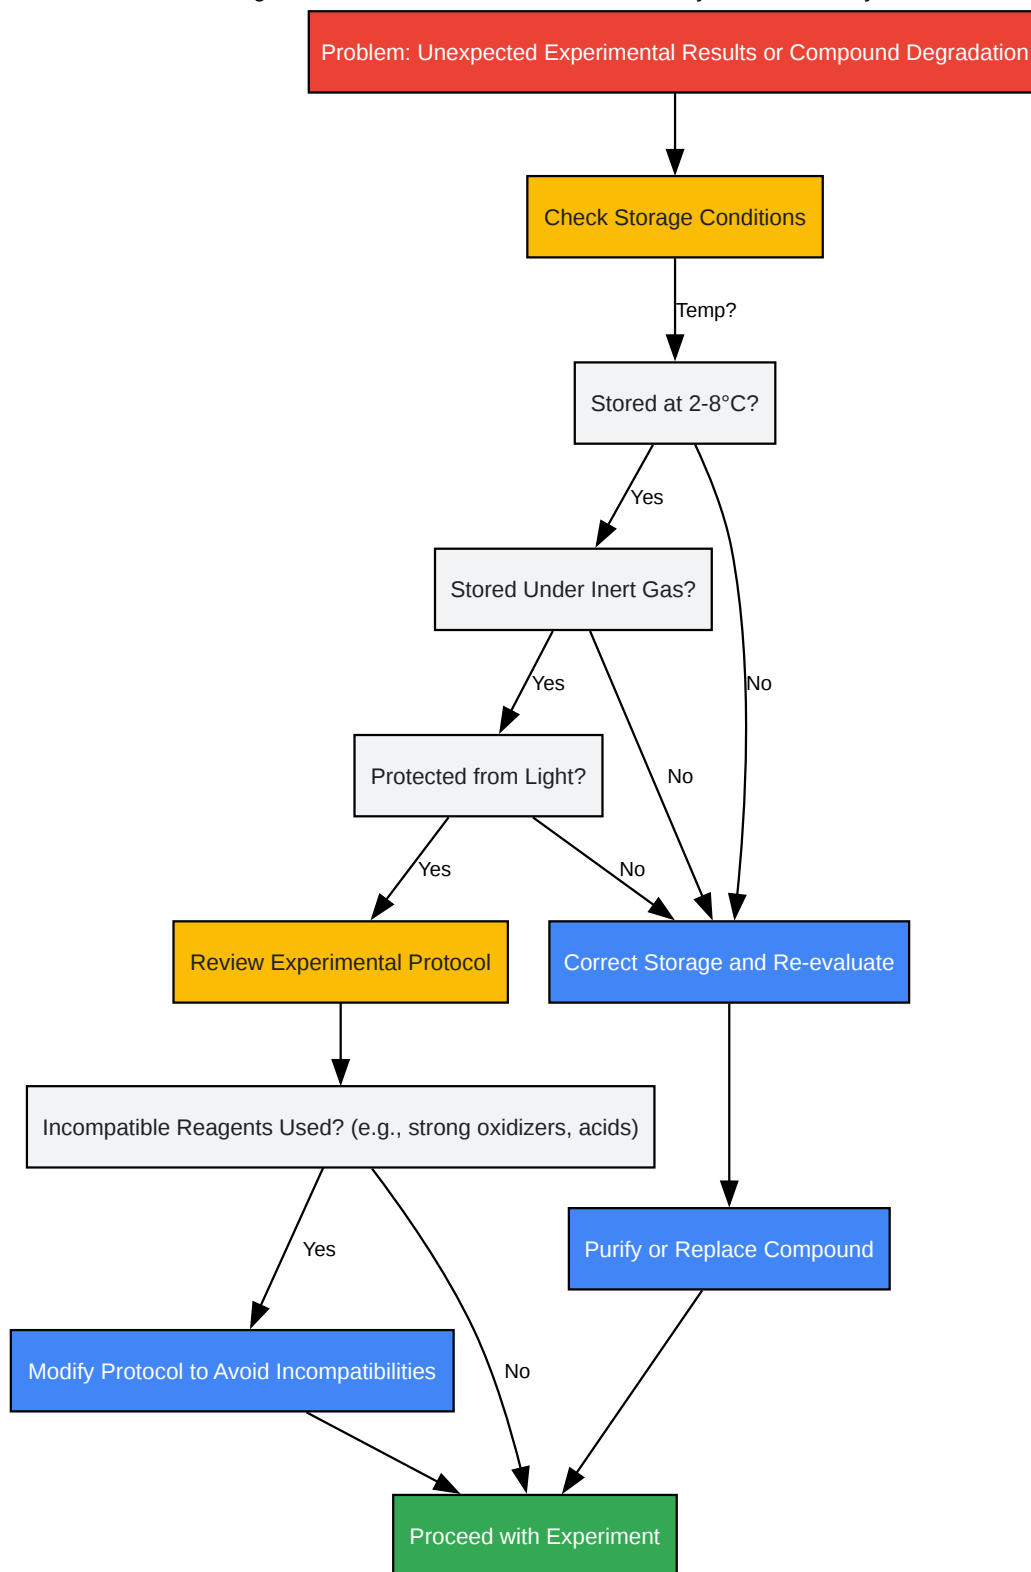 Problem: Unexpected Experimental Results or Compound Degradation
Check Storage Conditions
Temp?
Stored at 2-8°C?
Yes
Stored Under Inert Gas?
Yes
No
Protected from Light?
No
Yes
No
Review Experimental Protocol
Correct Storage and Re-evaluate
Incompatible Reagents Used? (e.g., strong oxidizers, acids)
Purify or Replace Compound
Yes
Modify Protocol to Avoid Incompatibilities
No
Proceed with Experiment